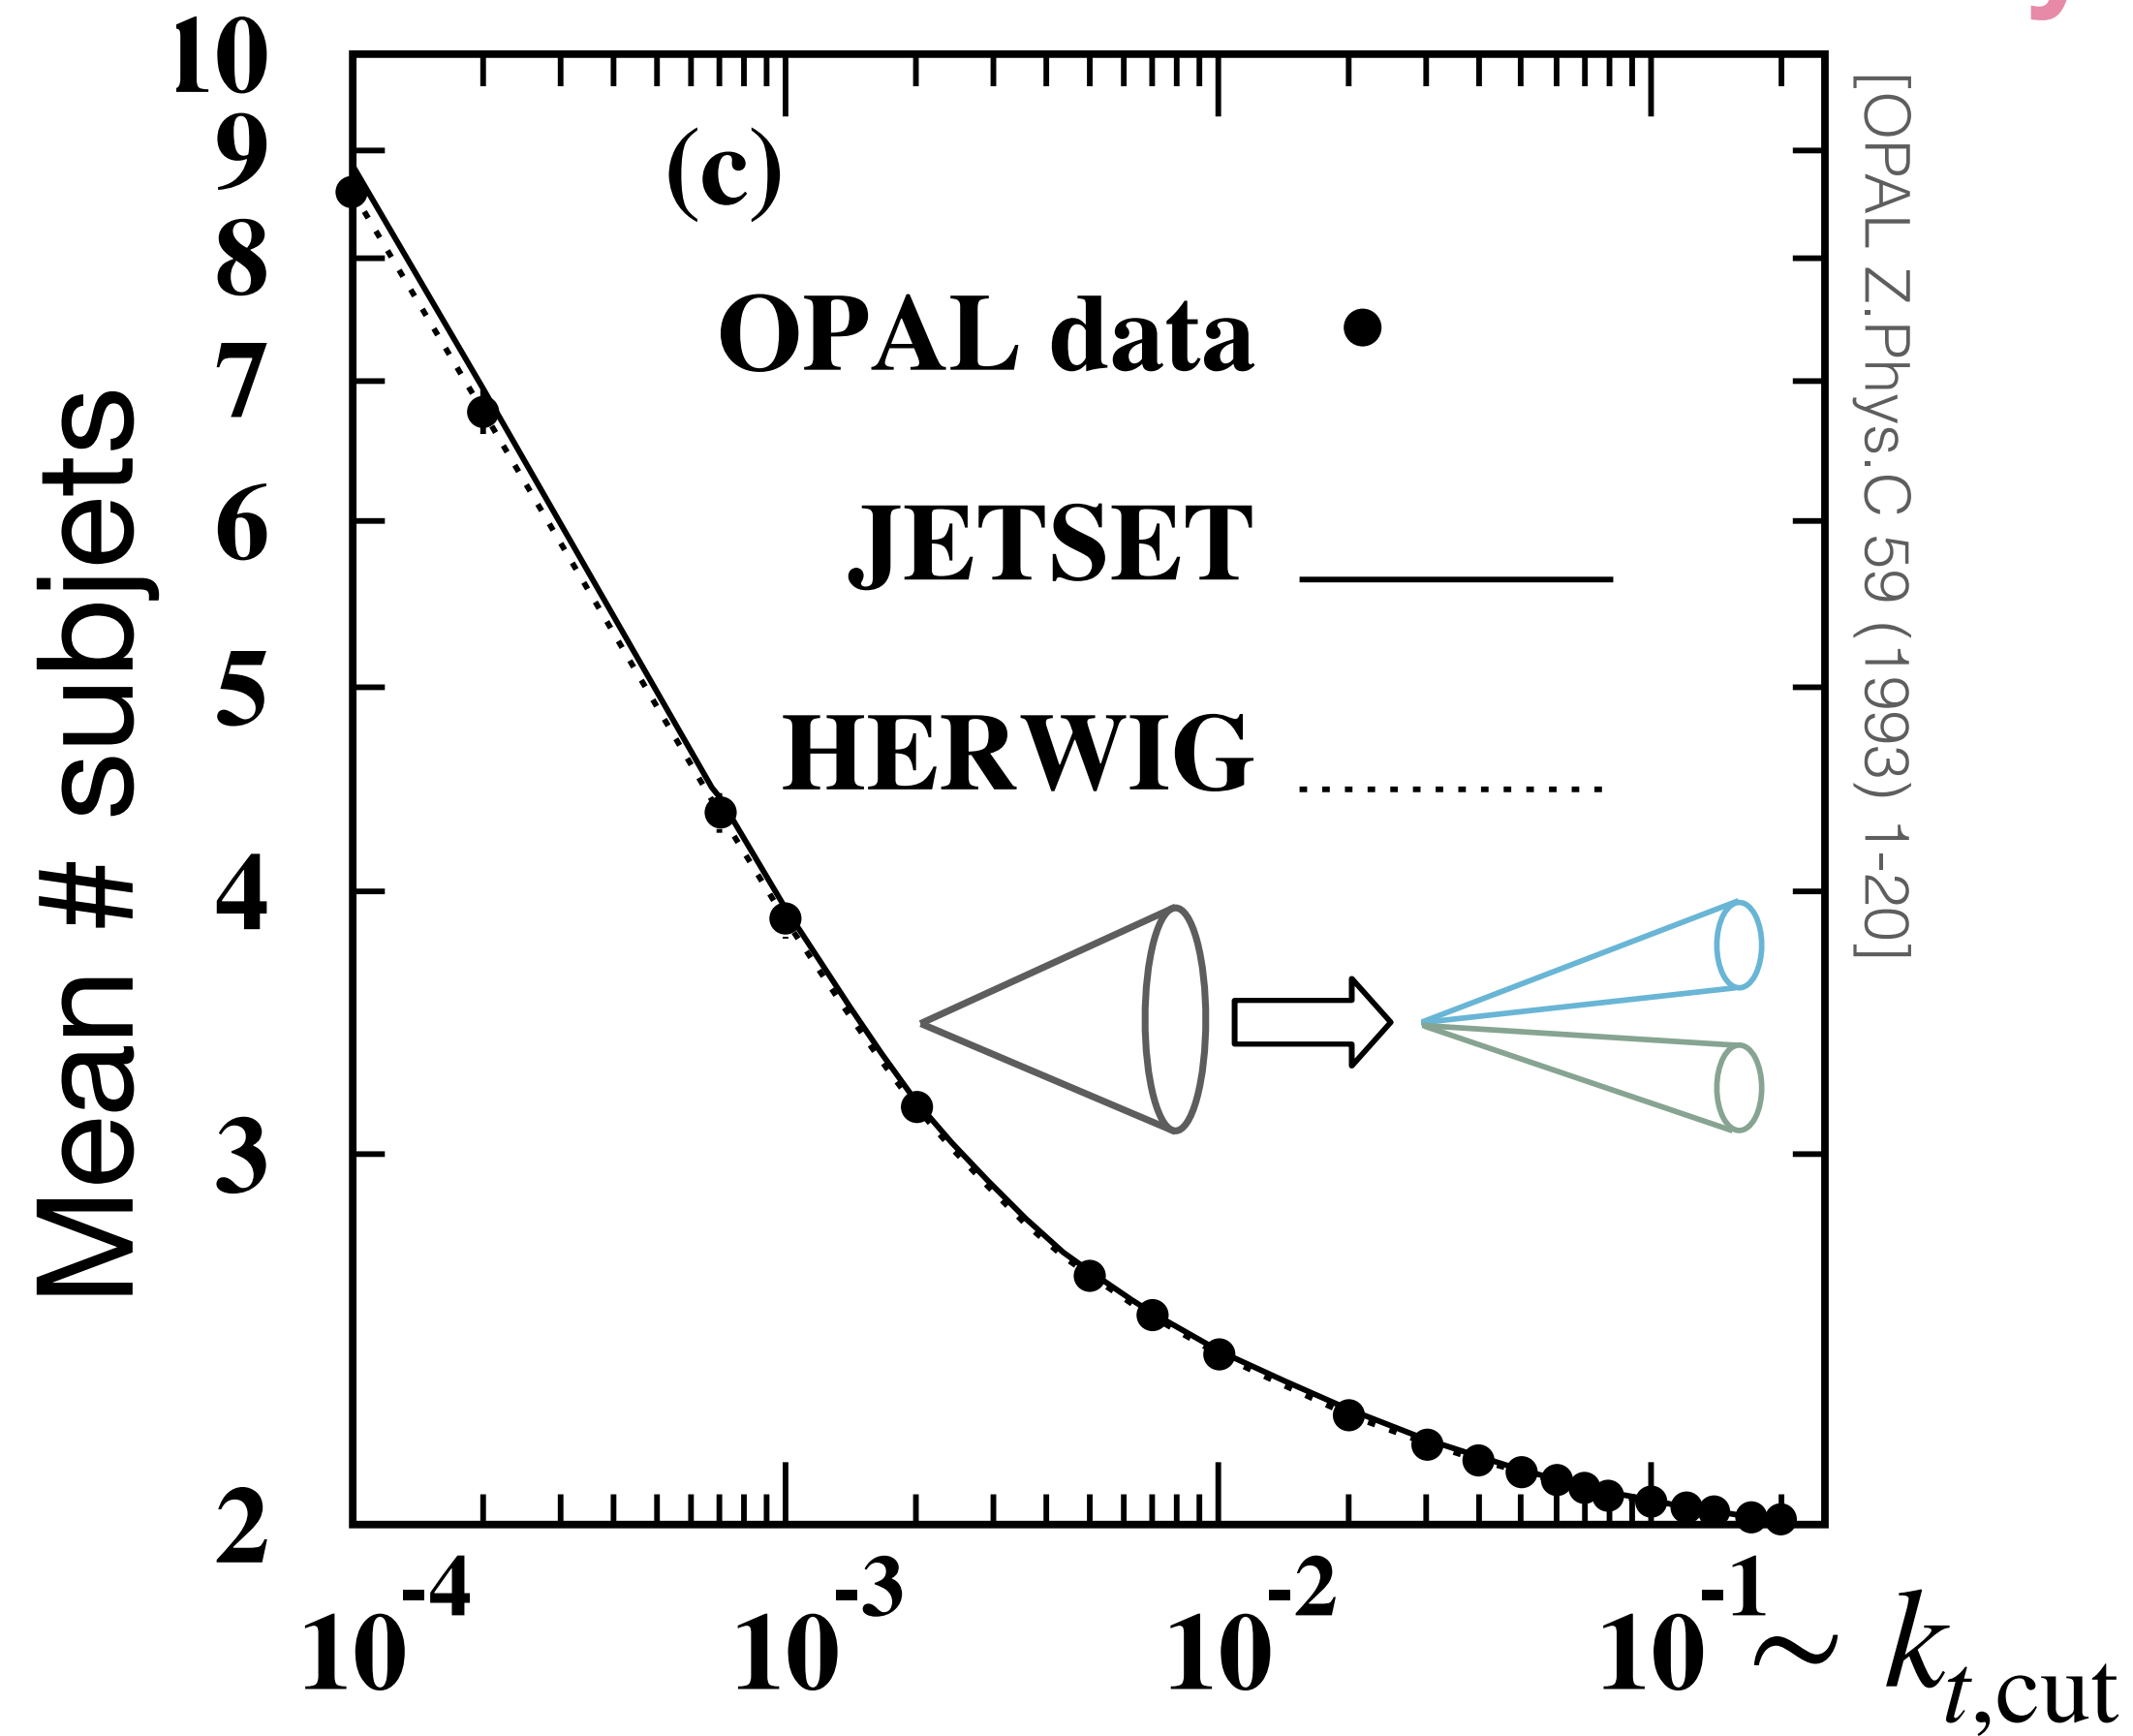 10
9
8
7
6
5
4
3
2
Mean # subjets
(c)
OPAL data
JETSET
HERWIG
[OPAL Z.Phys.C 59 (1993) 1-20]
10^-4
10^-3
10^-2
10^-1
~ k_t,cut